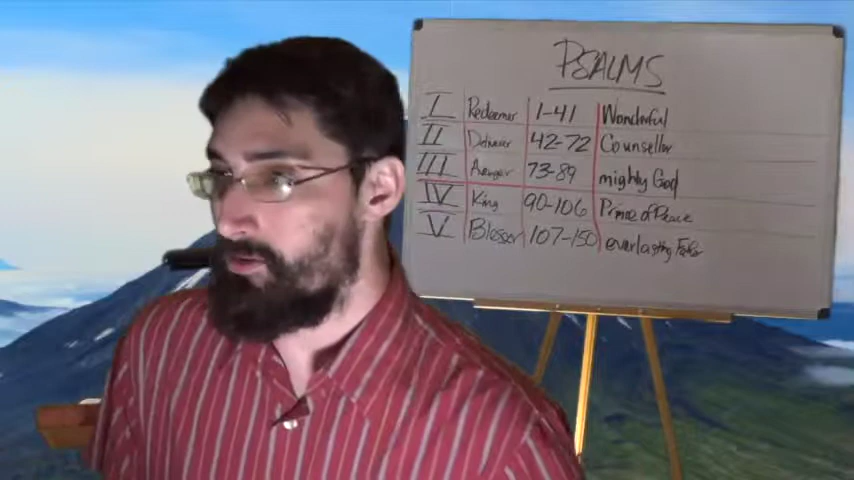 PSALMS
I Redeemer 1-41 Wonderful
II Deliverer 42-72 Counsellor
III Avenger 73-89 mighty God
IV King 90-106 Prince of Peace
V Blesser 107-150 everlasting Father